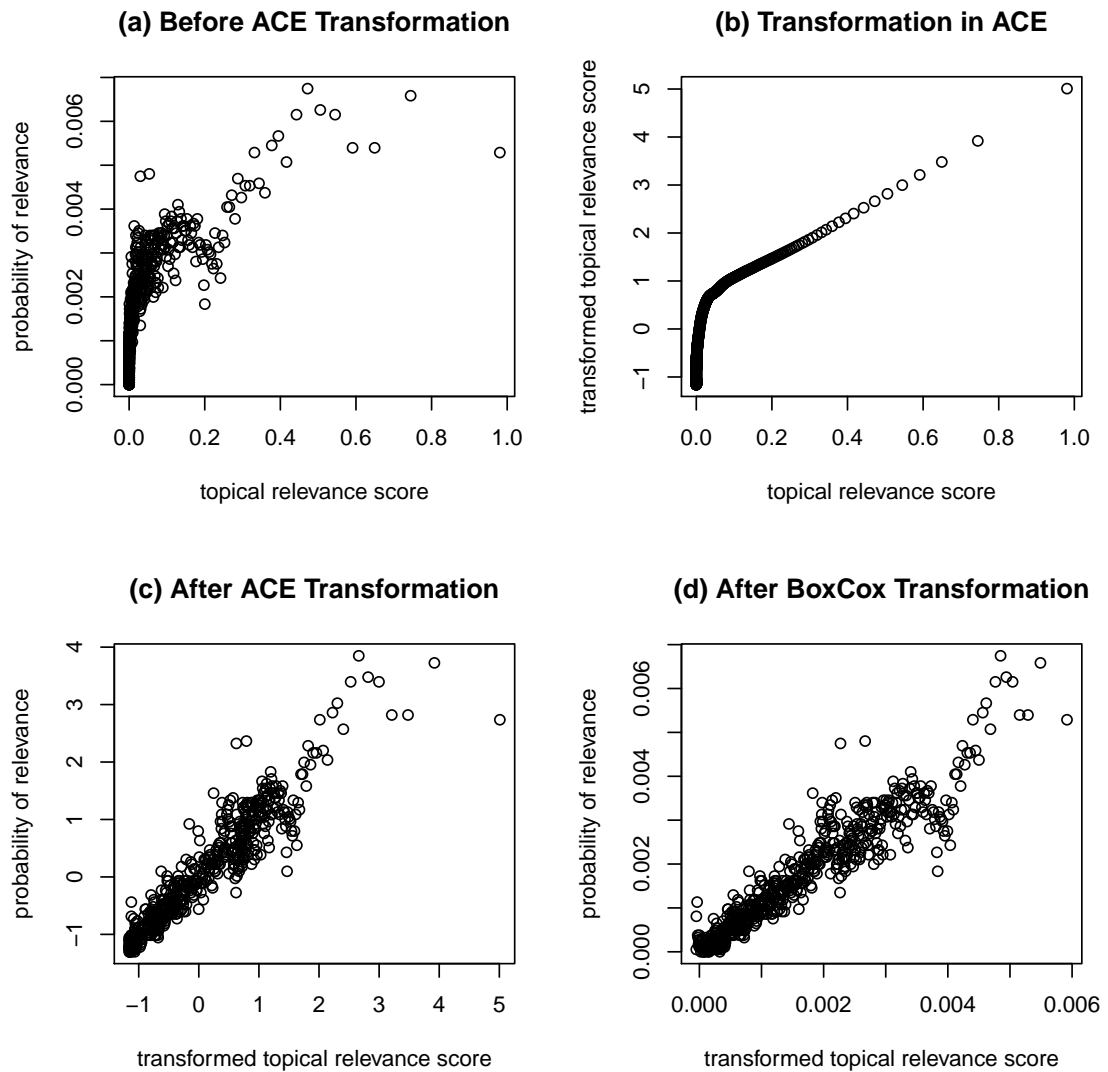 (a) Before ACE Transformation
probability of relevance
0.000 0.002 0.004 0.006
0.0 0.2 0.4 0.6 0.8 1.0
topical relevance score
(b) Transformation in ACE
transformed topical relevance score
−1 0 1 2 3 4 5
0.0 0.2 0.4 0.6 0.8 1.0
topical relevance score
(c) After ACE Transformation
probability of relevance
−1 0 1 2 3 4
−1 0 1 2 3 4 5
transformed topical relevance score
(d) After BoxCox Transformation
probability of relevance
0.000 0.002 0.004 0.006
0.000 0.002 0.004 0.006
transformed topical relevance score